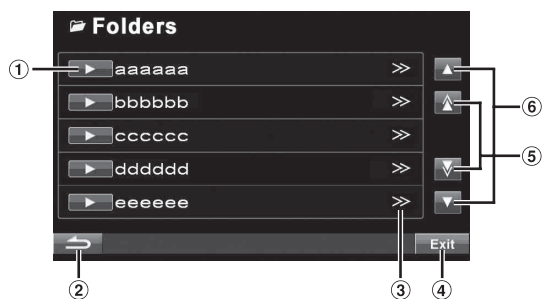 Folders
① aaaaaa
bbbbbb
cccccc
dddddd
eeeeee
⑥
⑤
Exit
② ③ ④